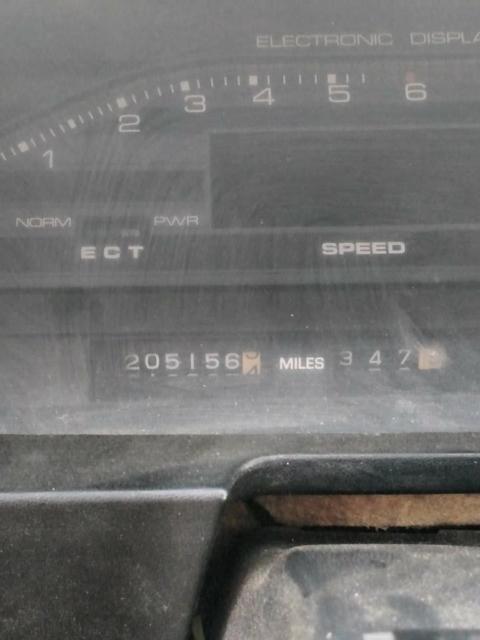 ELECTRONIC DISPLA
1 2 3 4 5 6
NORM PWR
ECT SPEED
205156 MILES 347